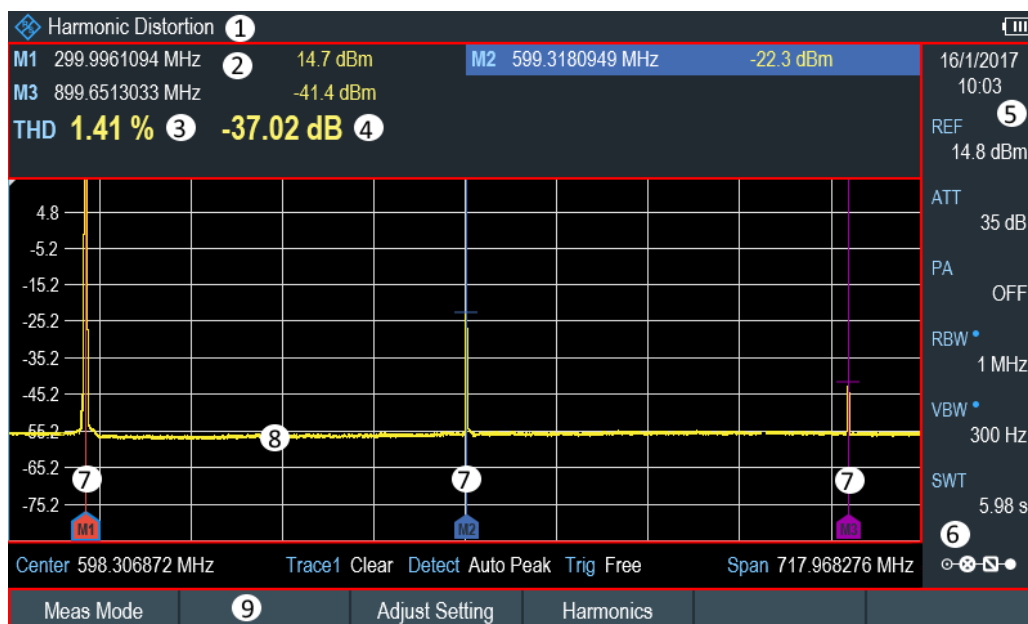 Harmonic Distortion 1
M1 299.9961094 MHz 2 14.7 dBm M2 599.3180949 MHz -22.3 dBm
M3 899.6513033 MHz -41.4 dBm
THD 1.41 % 3 -37.02 dB 4
16/1/2017
10:03
5
REF
14.8 dBm
ATT
35 dB
PA
OFF
RBW
1 MHz
VBW
300 Hz
SWT
5.98 s
6
4.8
-5.2
-15.2
-25.2
-35.2
-45.2
-55.2
8
-65.2
7 7 7
-75.2
M1 M2 M3
Center 598.306872 MHz Trace1 Clear Detect Auto Peak Trig Free Span 717.968276 MHz
Meas Mode 9 Adjust Setting Harmonics